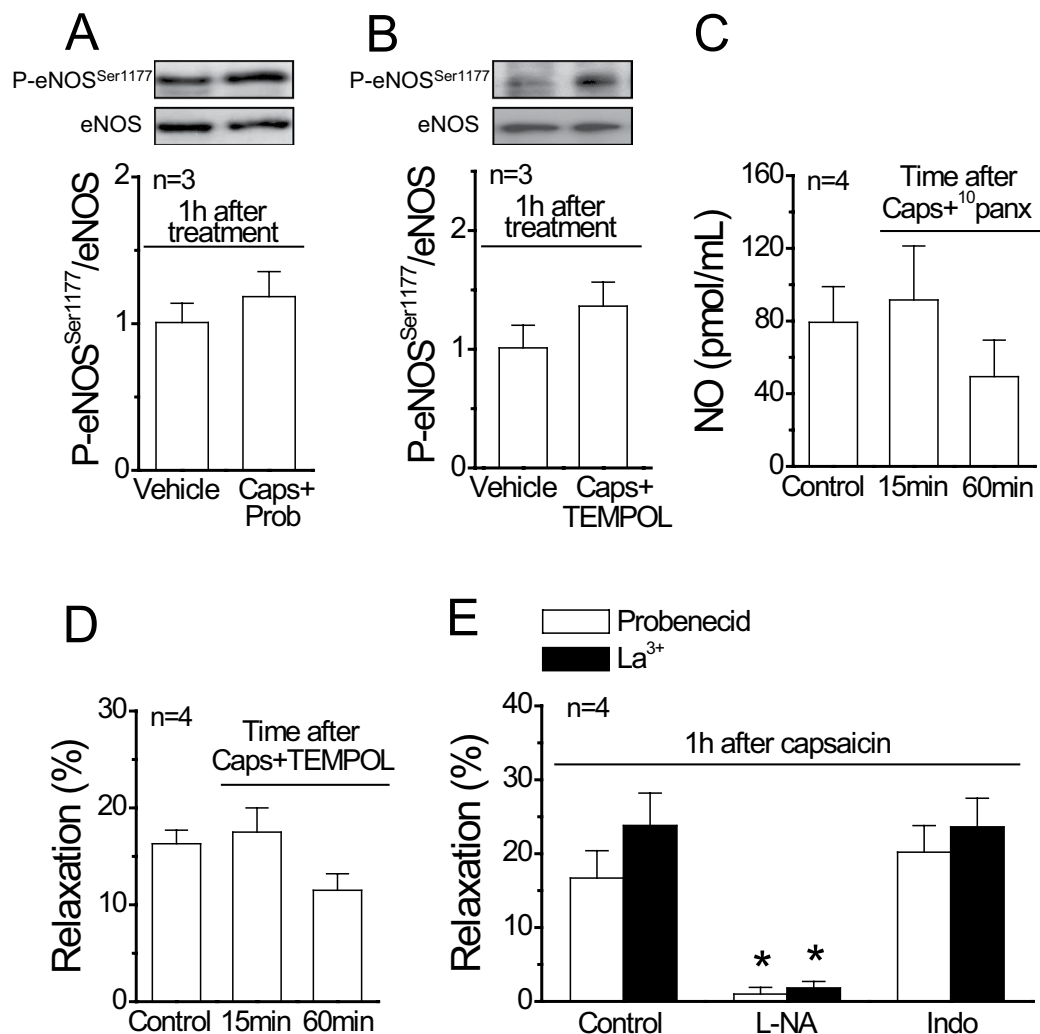 A
P-eNOS^Ser1177
eNOS
P-eNOS^Ser1177/eNOS
2
1
0
n=3
1h after
treatment
Vehicle
Caps+
Prob
B
P-eNOS^Ser1177
eNOS
P-eNOS^Ser1177/eNOS
2
1
0
n=3
1h after
treatment
Vehicle
Caps+
TEMPOL
C
NO (pmol/mL)
160
120
80
40
0
n=4
Time after
Caps+^10panx
Control 15min 60min
D
Relaxation (%)
30
20
10
0
n=4
Time after
Caps+TEMPOL
Control 15min 60min
E
Probenecid
La^3+
Relaxation (%)
40
30
20
10
0
n=4
1h after capsaicin
* *
Control L-NA Indo